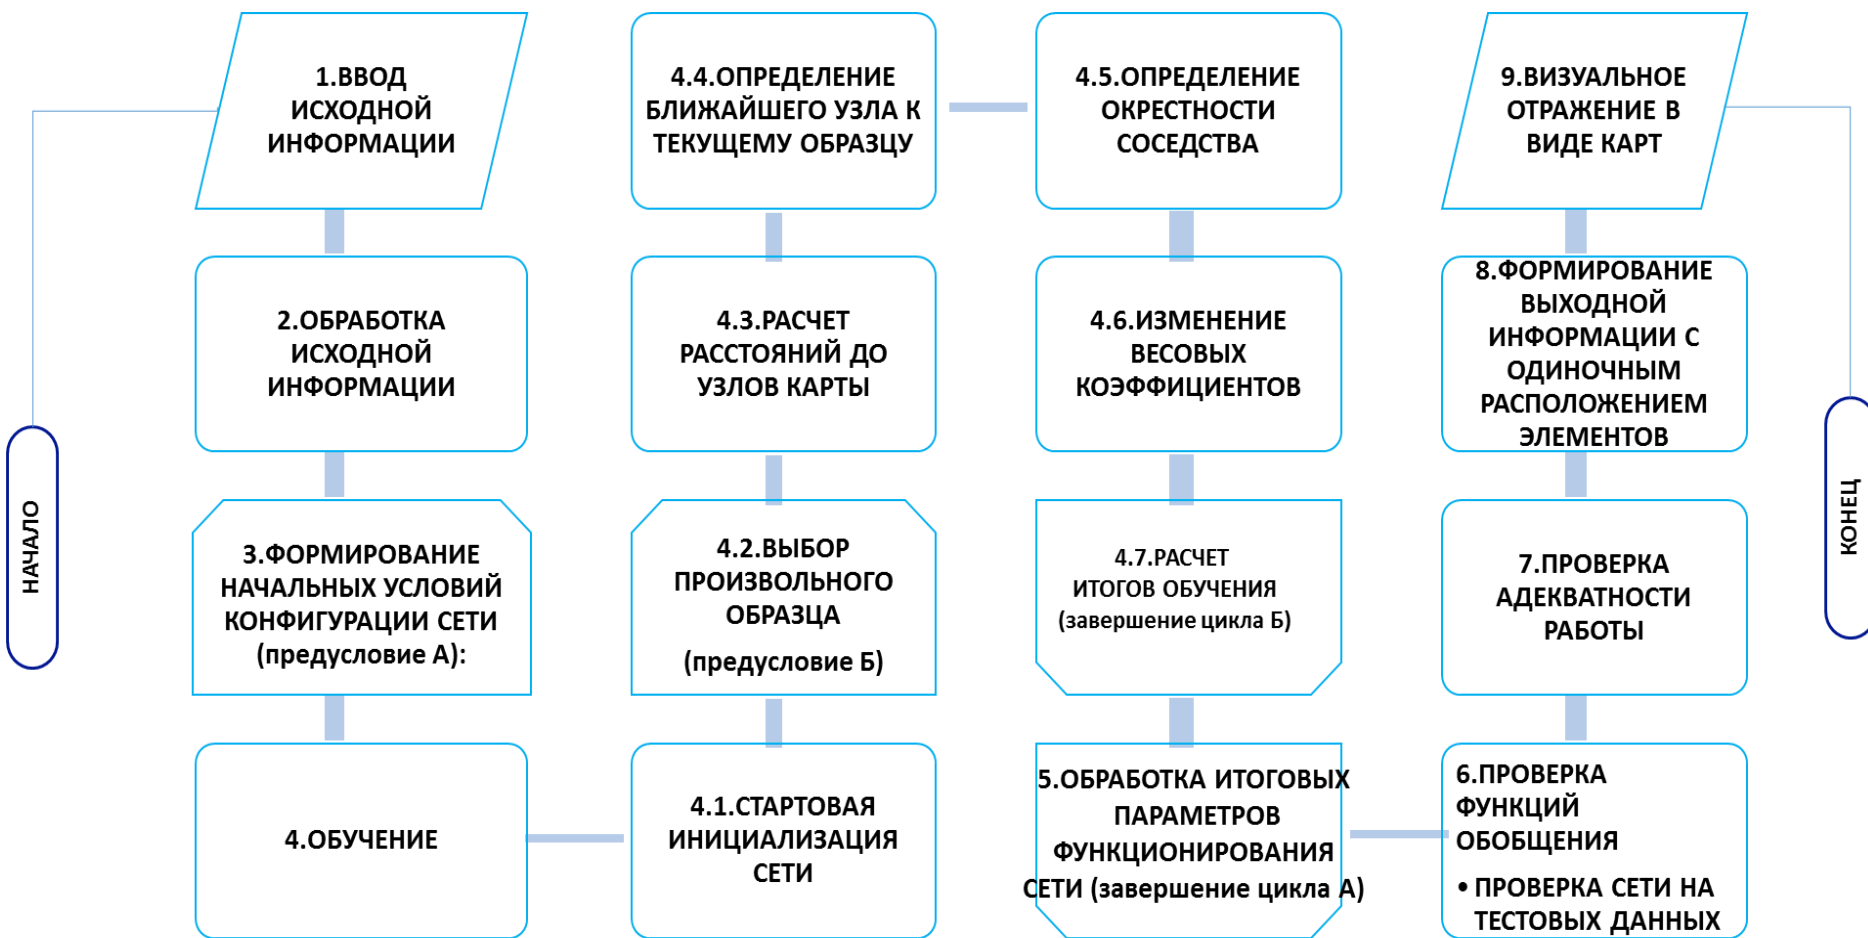 НАЧАЛО
1.ВВОД
ИСХОДНОЙ
ИНФОРМАЦИИ
2.ОБРАБОТКА
ИСХОДНОЙ
ИНФОРМАЦИИ
3.ФОРМИРОВАНИЕ
НАЧАЛЬНЫХ УСЛОВИЙ
КОНФИГУРАЦИИ СЕТИ
(предусловие А):
4.ОБУЧЕНИЕ
4.1.СТАРТОВАЯ
ИНИЦИАЛИЗАЦИЯ
СЕТИ
4.2.ВЫБОР
ПРОИЗВОЛЬНОГО
ОБРАЗЦА
(предусловие Б)
4.3.РАСЧЕТ
РАССТОЯНИЙ ДО
УЗЛОВ КАРТЫ
4.4.ОПРЕДЕЛЕНИЕ
БЛИЖАЙШЕГО УЗЛА К
ТЕКУЩЕМУ ОБРАЗЦУ
4.5.ОПРЕДЕЛЕНИЕ
ОКРЕСТНОСТИ
СОСЕДСТВА
4.6.ИЗМЕНЕНИЕ
ВЕСОВЫХ
КОЭФФИЦИЕНТОВ
4.7.РАСЧЕТ
ИТОГОВ ОБУЧЕНИЯ
(завершение цикла Б)
5.ОБРАБОТКА ИТОГОВЫХ
ПАРАМЕТРОВ
ФУНКЦИОНИРОВАНИЯ
СЕТИ (завершение цикла А)
6.ПРОВЕРКА
ФУНКЦИЙ
ОБОБЩЕНИЯ
• ПРОВЕРКА СЕТИ НА
ТЕСТОВЫХ ДАННЫХ
7.ПРОВЕРКА
АДЕКВАТНОСТИ
РАБОТЫ
8.ФОРМИРОВАНИЕ
ВЫХОДНОЙ
ИНФОРМАЦИИ С
ОДИНОЧНЫМ
РАСПОЛОЖЕНИЕМ
ЭЛЕМЕНТОВ
9.ВИЗУАЛЬНОЕ
ОТРАЖЕНИЕ В
ВИДЕ КАРТ
КОНЕЦ